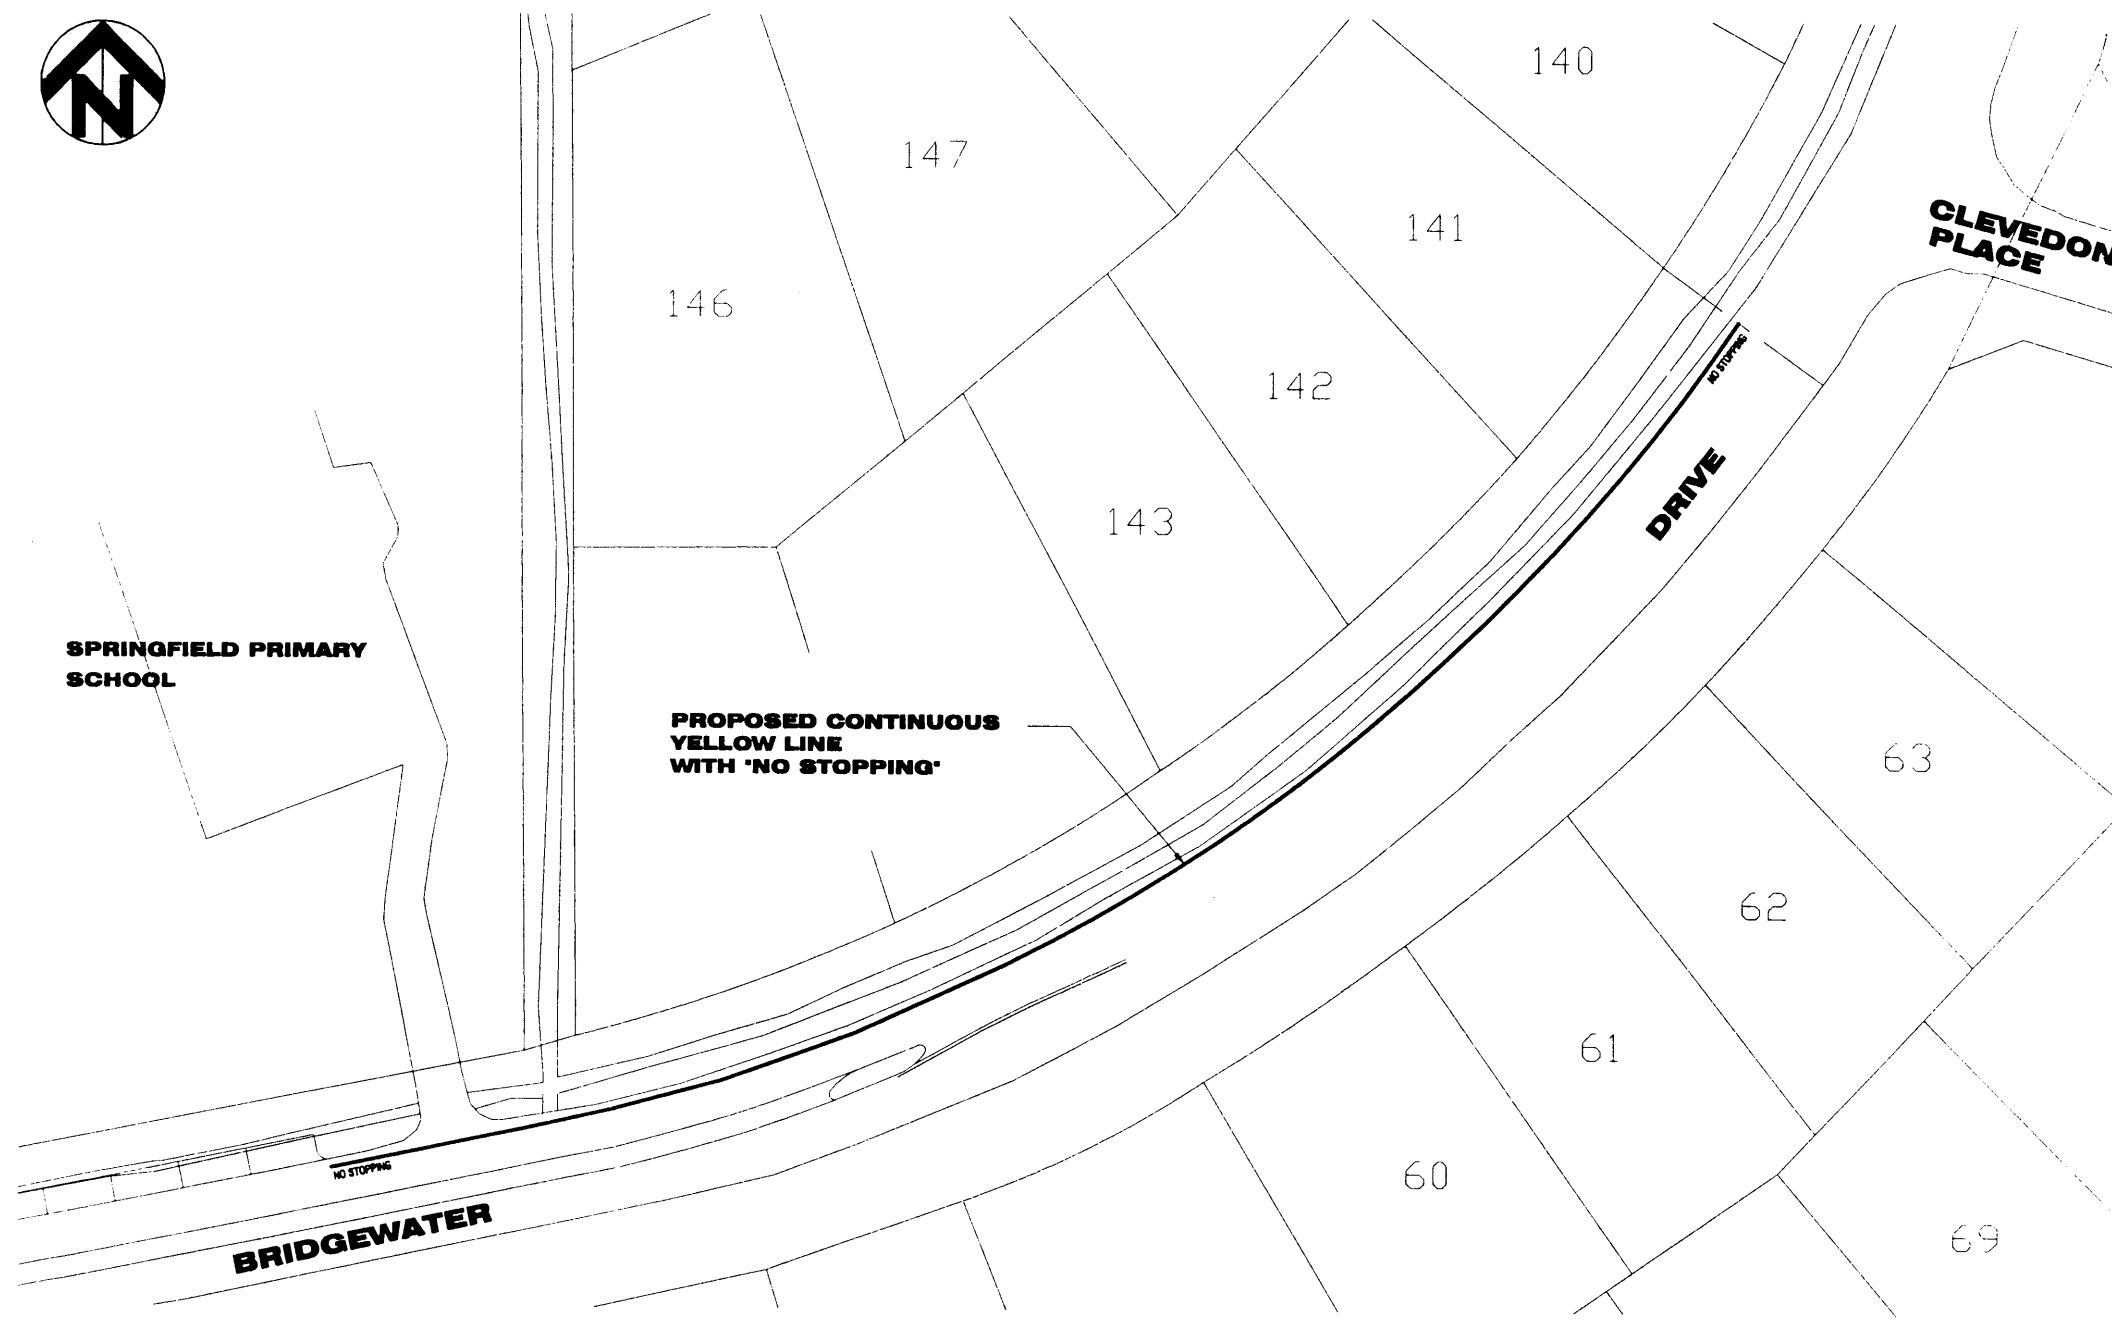 N
140
147
CLEVEDON
PLACE
141
146
NO STOPPING
142
DRIVE
143
SPRINGFIELD PRIMARY
SCHOOL
PROPOSED CONTINUOUS
YELLOW LINE
WITH "NO STOPPING"
63
62
61
NO STOPPING
60
BRIDGEWATER
69